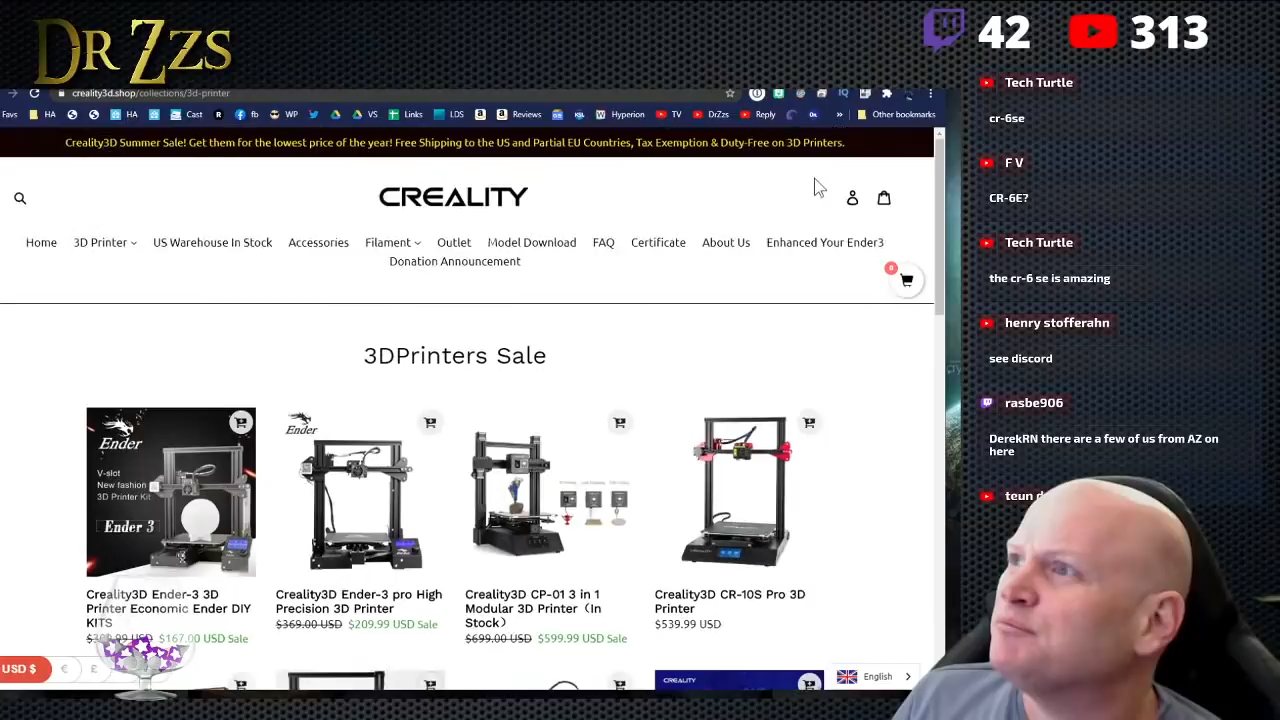 DR ZZS
42
313
creality3d.shop/collections/3d-printer
Favs HA HA Cast fb WP VS Links LDS Reviews Hyperion TV DrZzs Reply » Other bookmarks
Creality3D Summer Sale! Get them for the lowest price of the year! Free Shipping to the US and Partial EU Countries, Tax Exemption & Duty-Free on 3D Printers.
CREALITY
Home 3D Printer US Warehouse In Stock Accessories Filament Outlet Model Download FAQ Certificate About Us Enhanced Your Ender3
Donation Announcement
0
3DPrinters Sale
Ender
V-slot
New fashion
3D Printer Kit
Ender 3
Creality3D Ender-3 3D
Printer Economic Ender DIY
KITS
$167.00 USD Sale
Ender
Creality3D Ender-3 pro High
Precision 3D Printer
$369.00 USD $209.99 USD Sale
Creality3D CP-01 3 in 1
Modular 3D Printer（In
Stock）
$699.00 USD $599.99 USD Sale
CREALITY
Creality3D CR-10S Pro 3D
Printer
$539.99 USD
CREALITY
USD $ € £
English
Tech Turtle
cr-6se
F V
CR-6E?
Tech Turtle
the cr-6 se is amazing
henry stofferahn
see discord
rasbe906
DerekRN there are a few of us from AZ on
here
teun